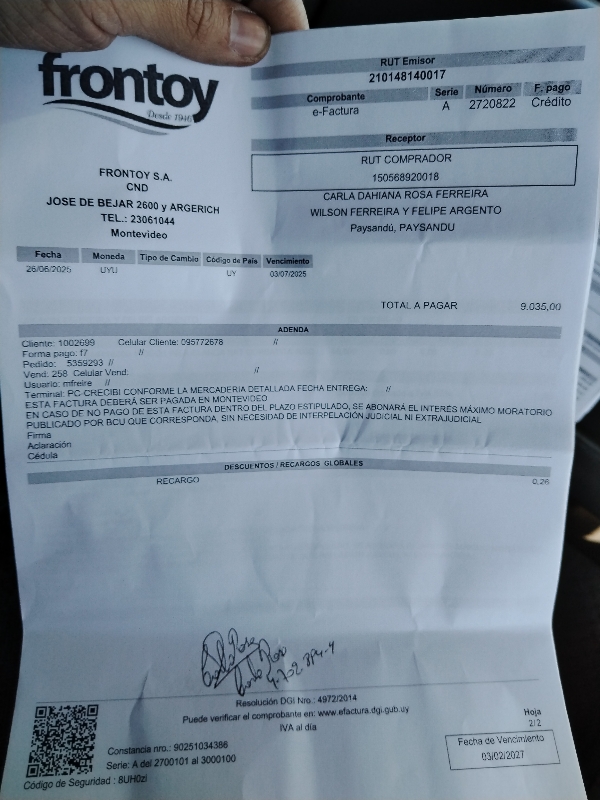 frontoy
Desde 1946
FRONTOY S.A.
CND
JOSE DE BEJAR 2600 y ARGERICH
TEL.: 23061044
Montevideo
RUT Emisor
210148140017
Comprobante Serie Número F. pago
e-Factura A 2720822 Crédito
Receptor
RUT COMPRADOR
150568920018
CARLA DAHIANA ROSA FERREIRA
WILSON FERREIRA Y FELIPE ARGENTO
Paysandú, PAYSANDU
Fecha Moneda Tipo de Cambio Código de País Vencimiento
26/06/2025 UYU UY 03/07/2025
TOTAL A PAGAR 9.035,00
ADENDA
Cliente: 1002699 Celular Cliente: 095772678 //
Forma pago: f7 //
Pedido: 5359293 //
Vend: 258 Celular Vend: //
Usuario: mfreire //
Terminal: PC-CRECIBI CONFORME LA MERCADERIA DETALLADA FECHA ENTREGA: //
ESTA FACTURA DEBERÁ SER PAGADA EN MONTEVIDEO
EN CASO DE NO PAGO DE ESTA FACTURA DENTRO DEL PLAZO ESTIPULADO, SE ABONARÁ EL INTERÉS MÁXIMO MORATORIO
PUBLICADO POR BCU QUE CORRESPONDA, SIN NECESIDAD DE INTERPELACIÓN JUDICIAL NI EXTRAJUDICIAL
Firma
Aclaración
Cédula
DESCUENTOS / RECARGOS GLOBALES
RECARGO 0,26
Resolución DGI Nro.: 4972/2014
Puede verificar el comprobante en: www.efactura.dgi.gub.uy
IVA al día
Constancia nro.: 90251034386
Serie: A del 2700101 al 3000100
Código de Seguridad : 8UH0zi
Hoja
2/2
Fecha de Vencimiento
03/02/2027